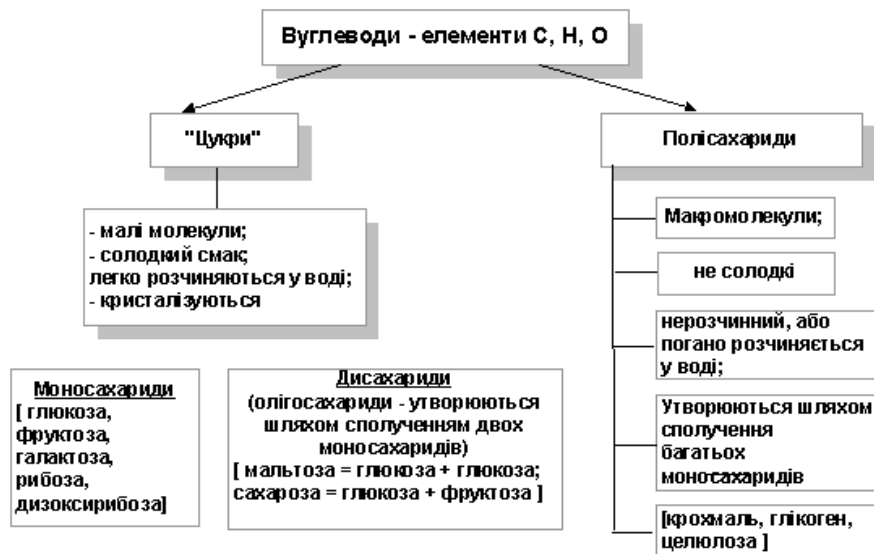 Вуглеводи - елементи С, Н, О
"Цукри"
- малі молекули;
- солодкий смак;
легко розчиняються у воді;
- кристалізуються
Моносахариди
[ глюкоза,
фруктоза,
галактоза,
рибоза,
дизоксирибоза]
Дисахариди
(олігосахариди - утворюються
шляхом сполученням двох
моносахаридів)
[ мальтоза = глюкоза + глюкоза;
сахароза = глюкоза + фруктоза ]
Полісахариди
Макромолекули;
не солодкі
нерозчинний, або
погано розчиняється
у воді;
Утворюються шляхом
сполучення
багатьох
моносахаридів
[крохмаль, глікоген,
целюлоза ]